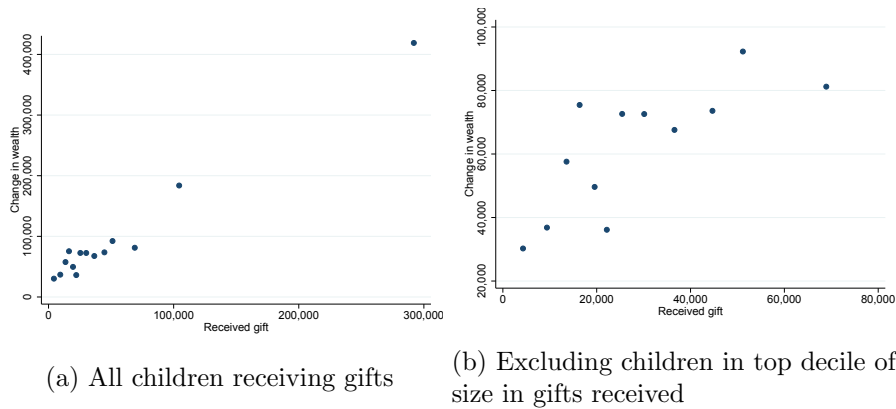 400,000
300,000
200,000
100,000
0
Change in wealth
0
100,000
200,000
300,000
Received gift
100,000
80,000
60,000
40,000
20,000
Change in wealth
0
20,000
40,000
60,000
80,000
Received gift
(a) All children receiving gifts
(b) Excluding children in top decile of
size in gifts received